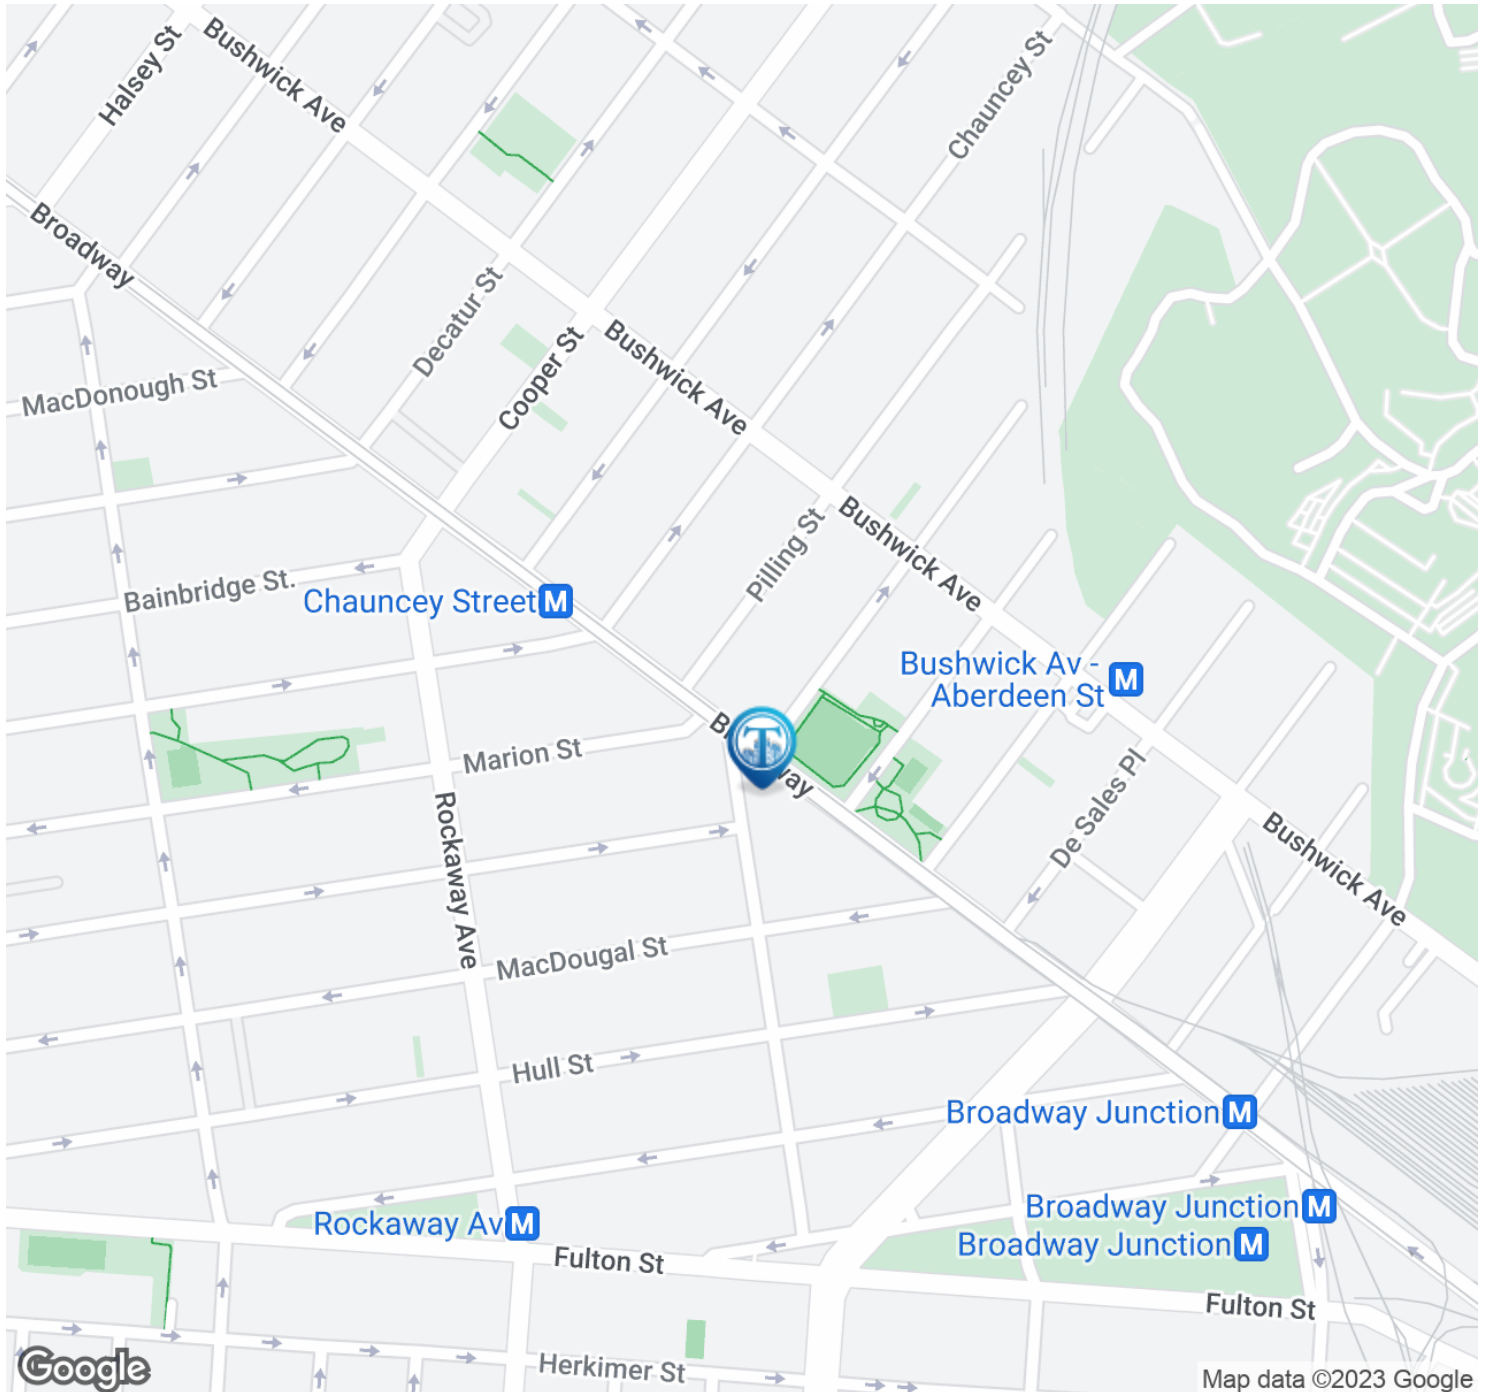 Halsey St
Bushwick Ave
Chauncey St
Broadway
Decatur St
Cooper St
Bushwick Ave
MacDonough St
Bainbridge St.
Chauncey Street M
Pilling St
Bushwick Ave
Bushwick Av -
Aberdeen St M
Marion St
T
De Sales Pl
Rockaway Ave
Bushwick Ave
MacDougal St
Hull St
Broadway Junction M
Broadway Junction M
Broadway Junction M
Rockaway Av M
Fulton St
Fulton St
Herkimer St
Google
Map data ©2023 Google